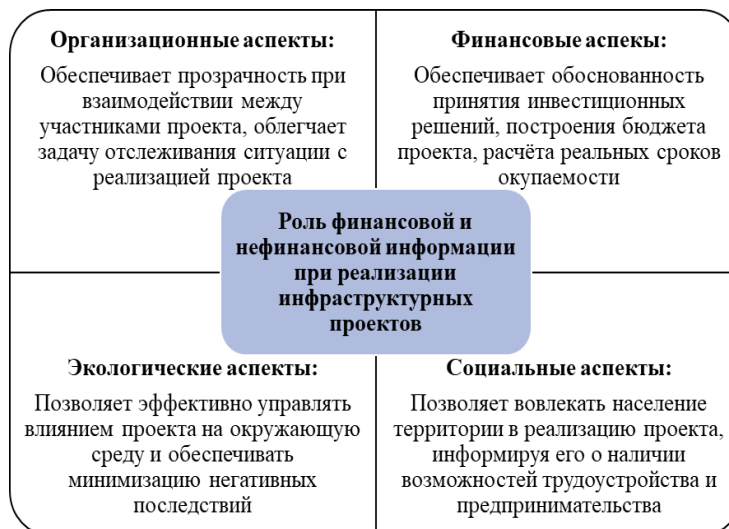 Организационные аспекты:
Обеспечивает прозрачность при
взаимодействии между
участниками проекта, облегчает
задачу отслеживания ситуации с
реализацией проекта
Финансовые аспекы:
Обеспечивает обоснованность
принятия инвестиционных
решений, построения бюджета
проекта, расчёта реальных сроков
окупаемости
Роль финансовой и
нефинансовой информации
при реализации
инфраструктурных
проектов
Экологические аспекты:
Позволяет эффективно управлять
влиянием проекта на окружающую
среду и обеспечивать
минимизацию негативных
последствий
Социальные аспекты:
Позволяет вовлекать население
территории в реализацию проекта,
информируя его о наличии
возможностей трудоустройства и
предпринимательства